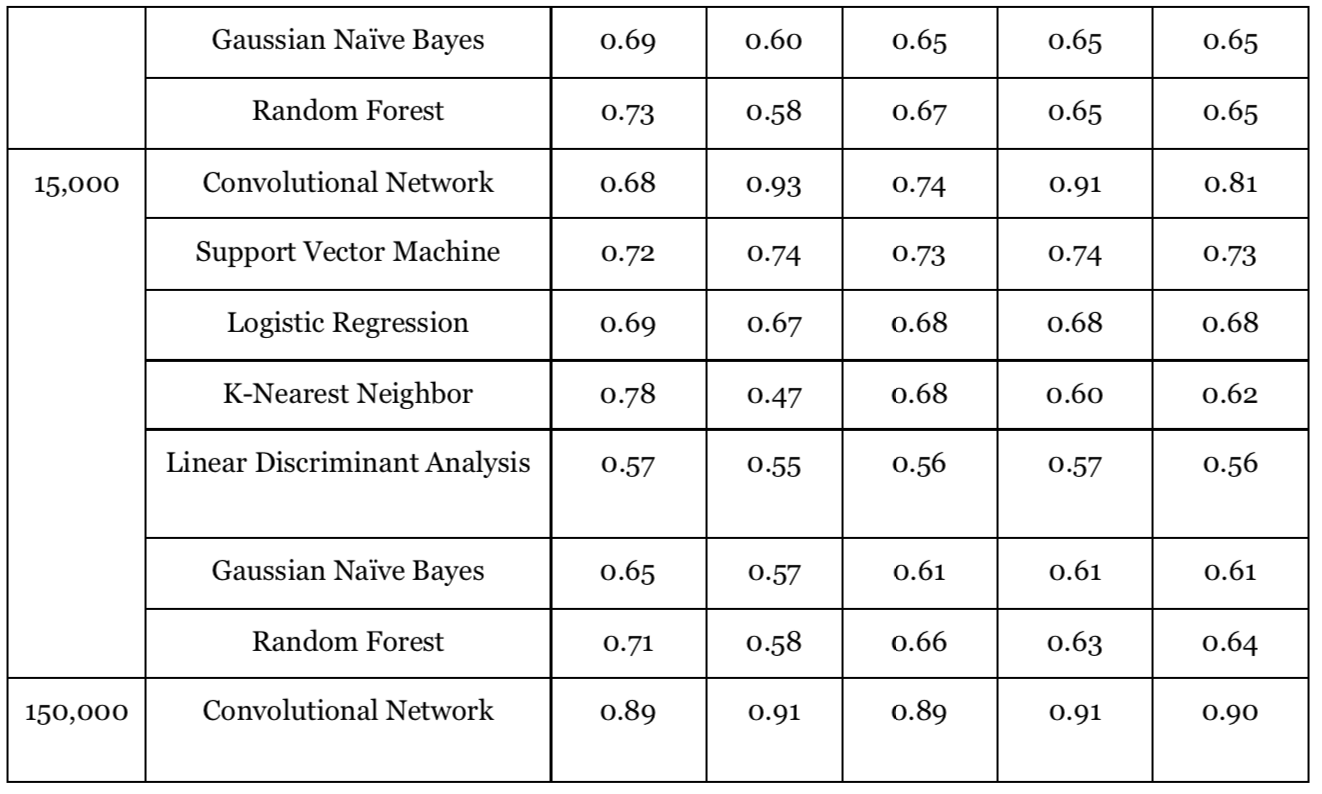 Gaussian Naïve Bayes 0.69 0.60 0.65 0.65 0.65
Random Forest 0.73 0.58 0.67 0.65 0.65
15,000 Convolutional Network 0.68 0.93 0.74 0.91 0.81
Support Vector Machine 0.72 0.74 0.73 0.74 0.73
Logistic Regression 0.69 0.67 0.68 0.68 0.68
K-Nearest Neighbor 0.78 0.47 0.68 0.60 0.62
Linear Discriminant Analysis 0.57 0.55 0.56 0.57 0.56
Gaussian Naïve Bayes 0.65 0.57 0.61 0.61 0.61
Random Forest 0.71 0.58 0.66 0.63 0.64
150,000 Convolutional Network 0.89 0.91 0.89 0.91 0.90